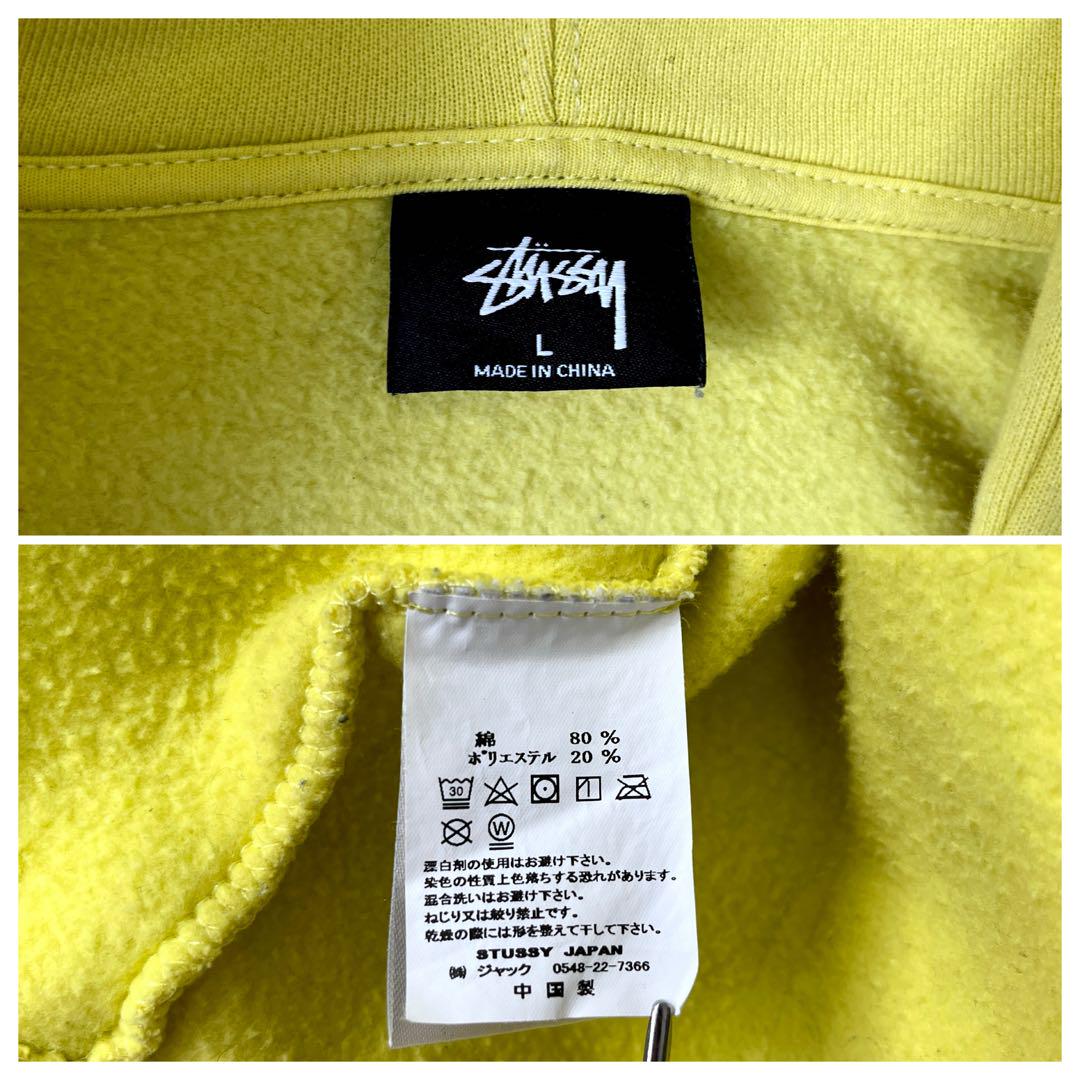 Stüssy
L
MADE IN CHINA
綿 80 %
ポリエステル 20 %
30
W
漂白剤の使用はお避け下さい。
染色の性質上色落ちする恐れがあります。
混合洗いはお避け下さい。
ねじり又は絞り禁止です。
乾燥の際には形を整えて干して下さい。
STUSSY JAPAN
㈱ ジャック 0548-22-7366
中国製